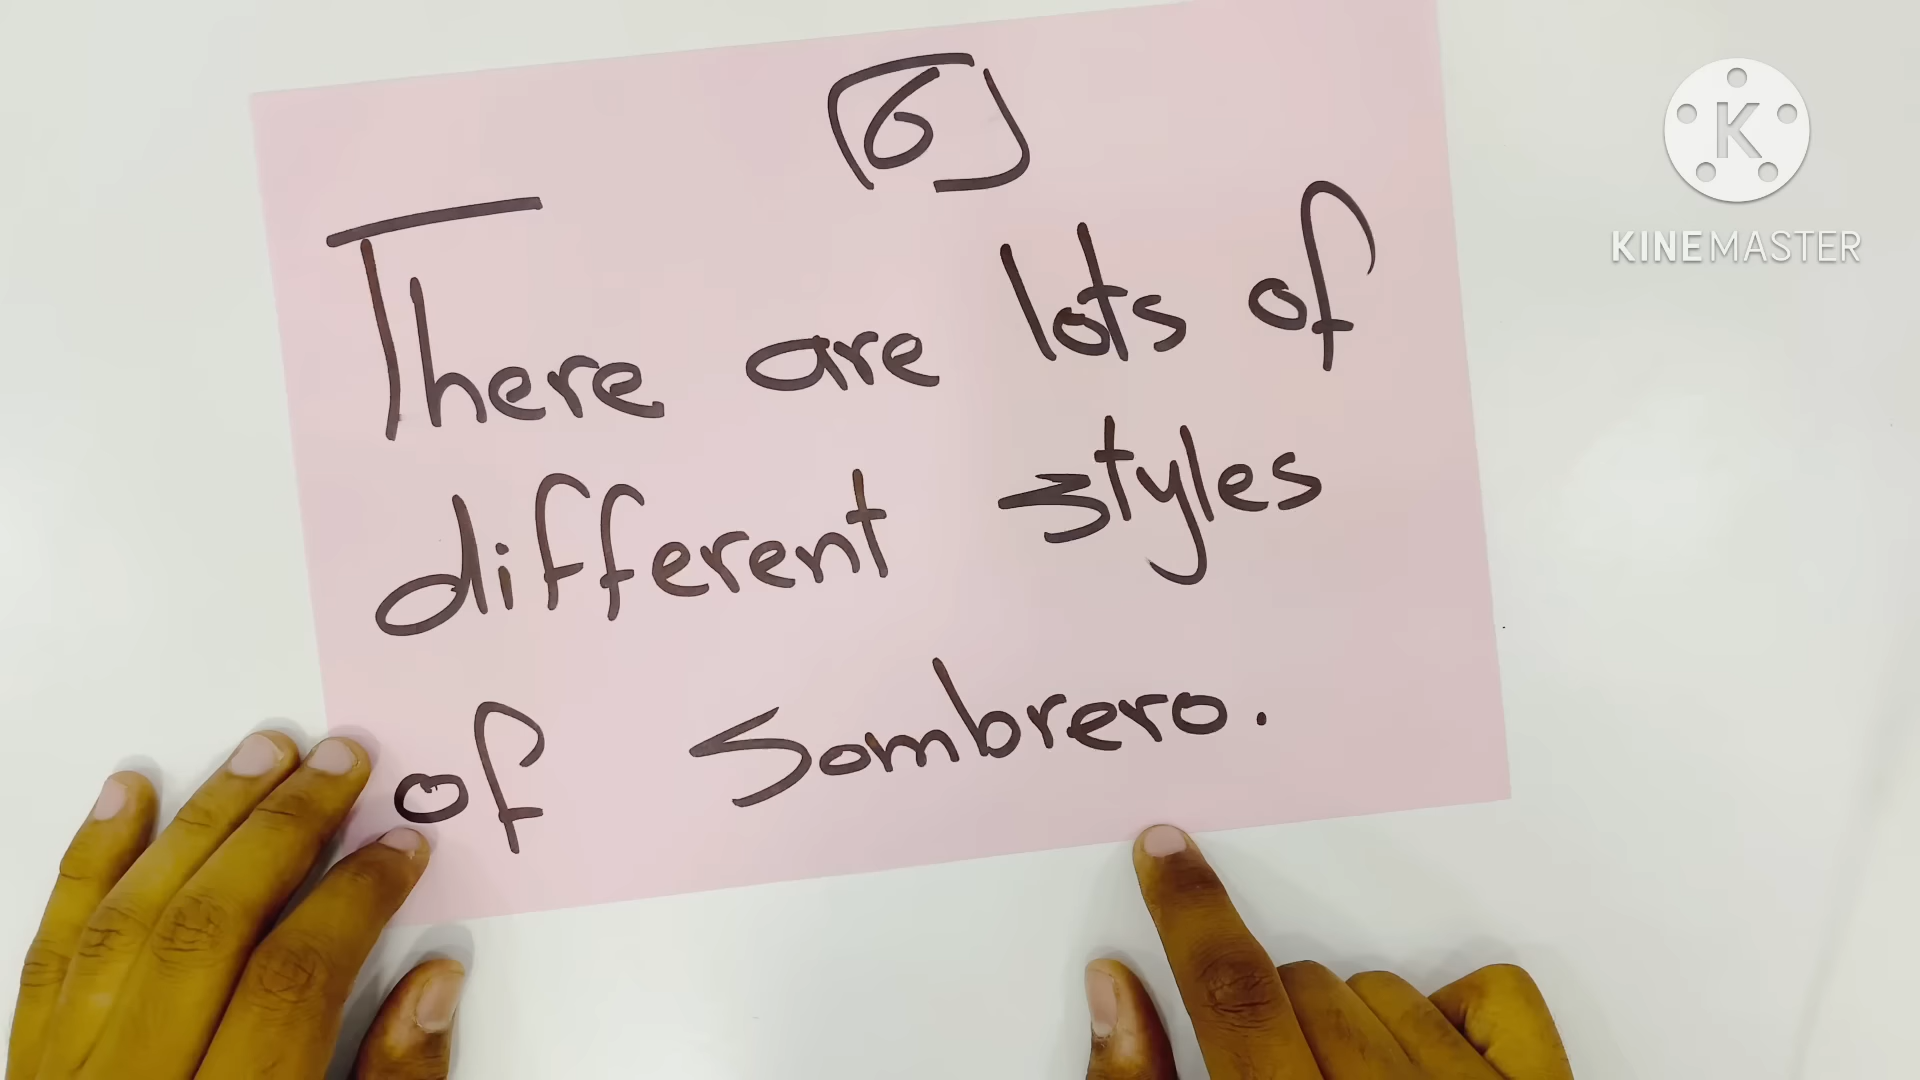 6
There are lots of
different styles
of Sombrero.
K
KINEMASTER